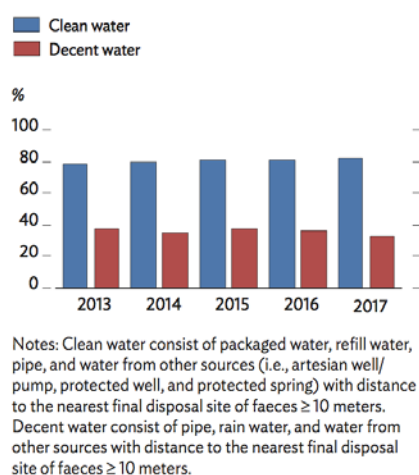 Clean water
Decent water
%
100
80
60
40
20
0
2013 2014 2015 2016 2017
Notes: Clean water consist of packaged water, refill water,
pipe, and water from other sources (i.e., artesian well/
pump, protected well, and protected spring) with distance
to the nearest final disposal site of faeces ≥ 10 meters.
Decent water consist of pipe, rain water, and water from
other sources with distance to the nearest final disposal
site of faeces ≥ 10 meters.